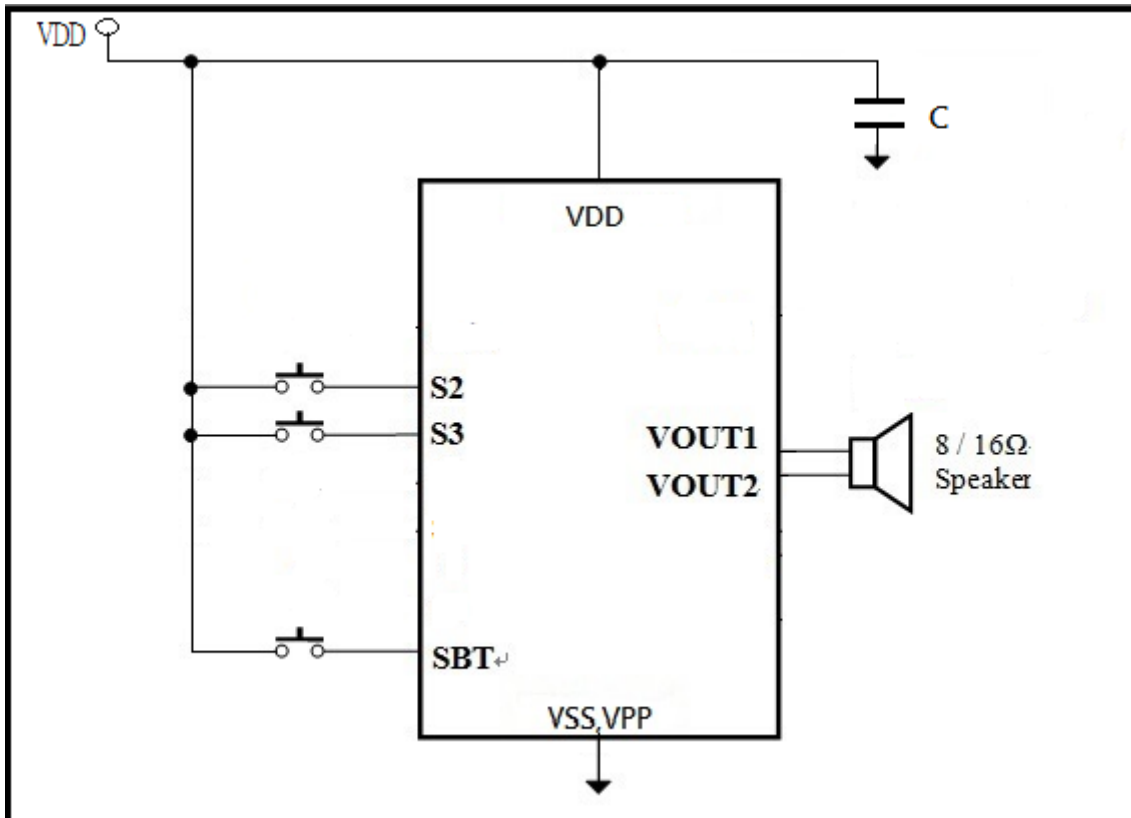 VDD
C
VDD
S2
S3
VOUT1
VOUT2
8 / 16Ω
Speaker
SBT↵
VSS,VPP